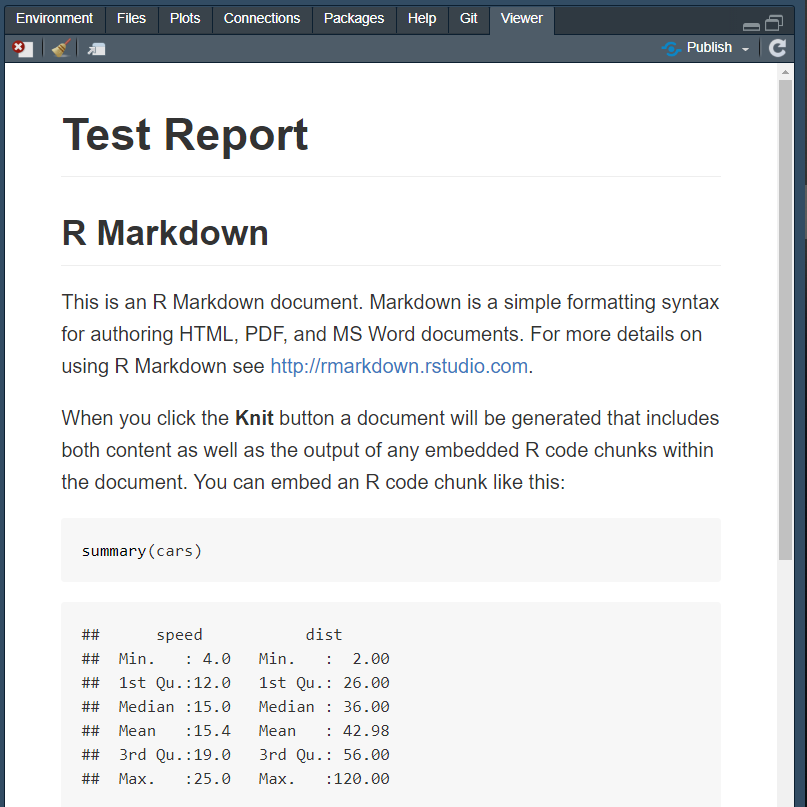 Environment Files Plots Connections Packages Help Git Viewer
Publish
Test Report
R Markdown
This is an R Markdown document. Markdown is a simple formatting syntax
for authoring HTML, PDF, and MS Word documents. For more details on
using R Markdown see http://rmarkdown.rstudio.com.
When you click the Knit button a document will be generated that includes
both content as well as the output of any embedded R code chunks within
the document. You can embed an R code chunk like this:
summary(cars)
##      speed           dist
##  Min.   : 4.0   Min.   :  2.00
##  1st Qu.:12.0   1st Qu.: 26.00
##  Median :15.0   Median : 36.00
##  Mean   :15.4   Mean   : 42.98
##  3rd Qu.:19.0   3rd Qu.: 56.00
##  Max.   :25.0   Max.   :120.00